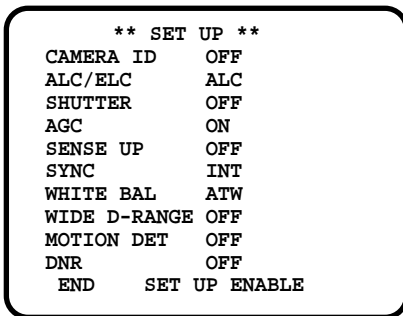 ** SET UP **
CAMERA ID OFF
ALC/ELC ALC
SHUTTER OFF
AGC ON
SENSE UP OFF
SYNC INT
WHITE BAL ATW
WIDE D-RANGE OFF
MOTION DET OFF
DNR OFF
END SET UP ENABLE